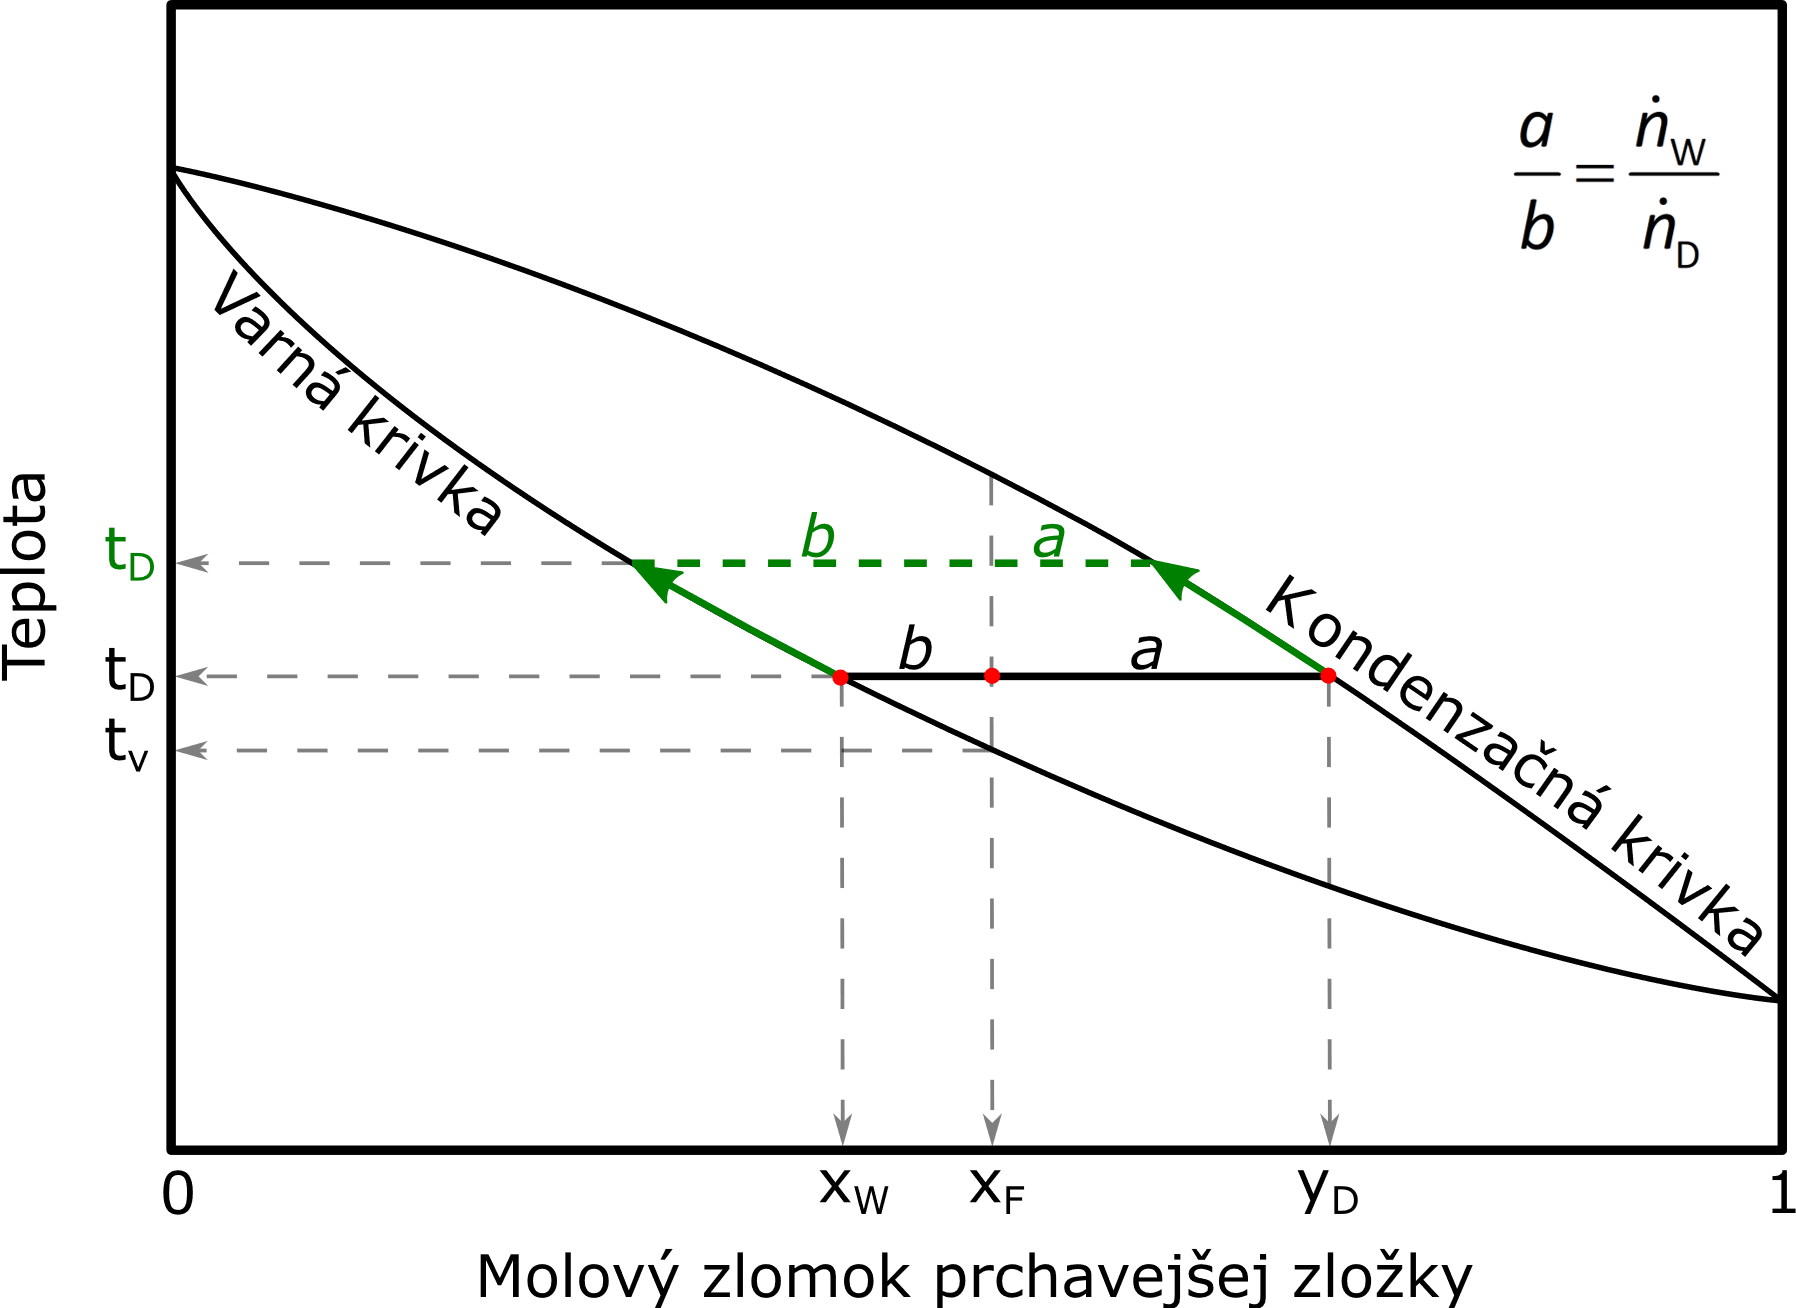 a/b = ṅW/ṅD
Varná krivka
b a
tD
Kondenzačná krivka
b a
tD
tv
Teplota
0 xW xF yD 1
Molový zlomok prchavejšej zložky